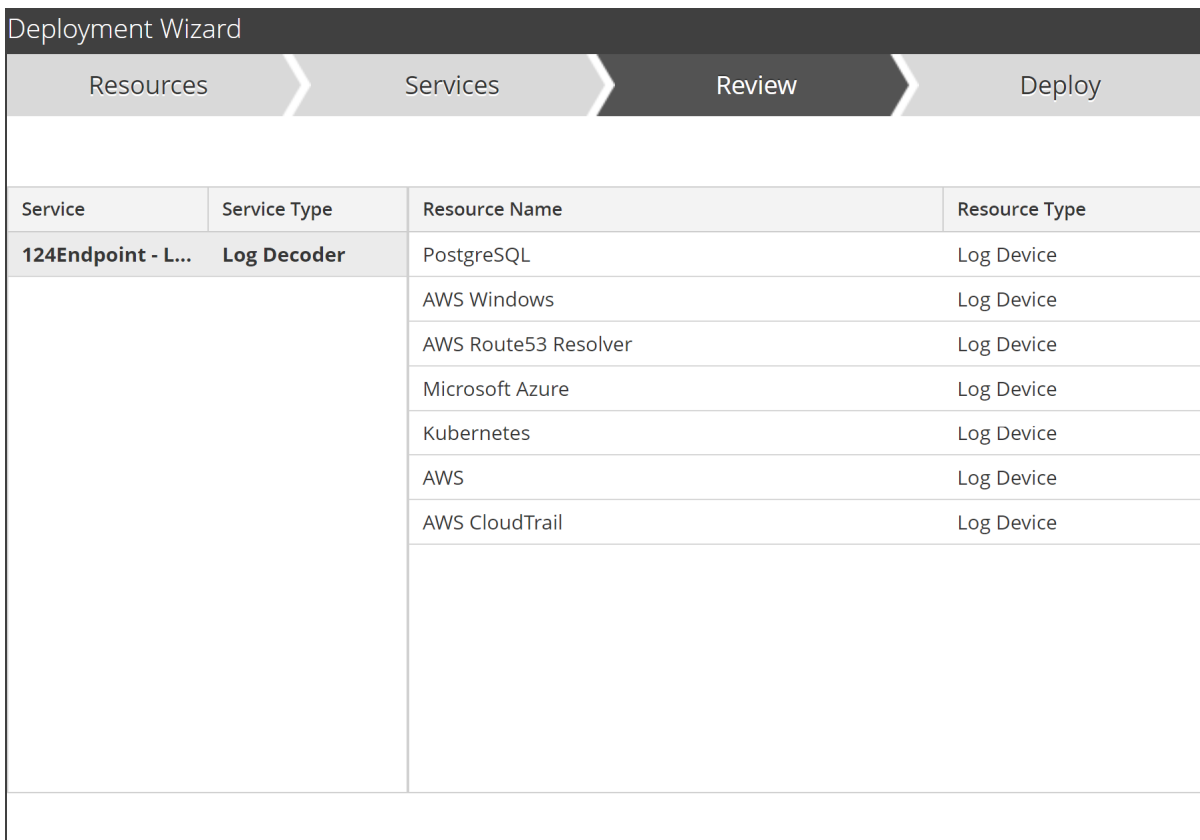 Deployment Wizard
Resources Services Review Deploy
Service Service Type Resource Name Resource Type
124Endpoint - L... Log Decoder PostgreSQL Log Device
AWS Windows Log Device
AWS Route53 Resolver Log Device
Microsoft Azure Log Device
Kubernetes Log Device
AWS Log Device
AWS CloudTrail Log Device